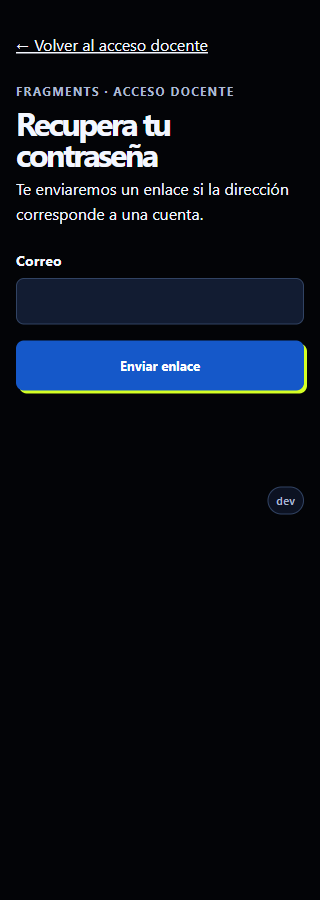 ← Volver al acceso docente
FRAGMENTS · ACCESO DOCENTE
Recupera tu
contraseña
Te enviaremos un enlace si la dirección
corresponde a una cuenta.
Correo
Enviar enlace
dev